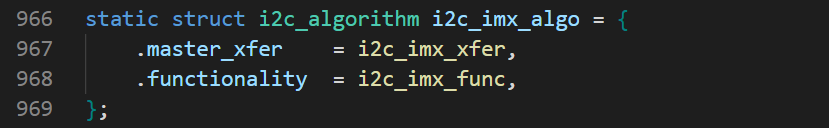 966 static struct i2c_algorithm i2c_imx_algo = {
967     .master_xfer    = i2c_imx_xfer,
968     .functionality  = i2c_imx_func,
969 };